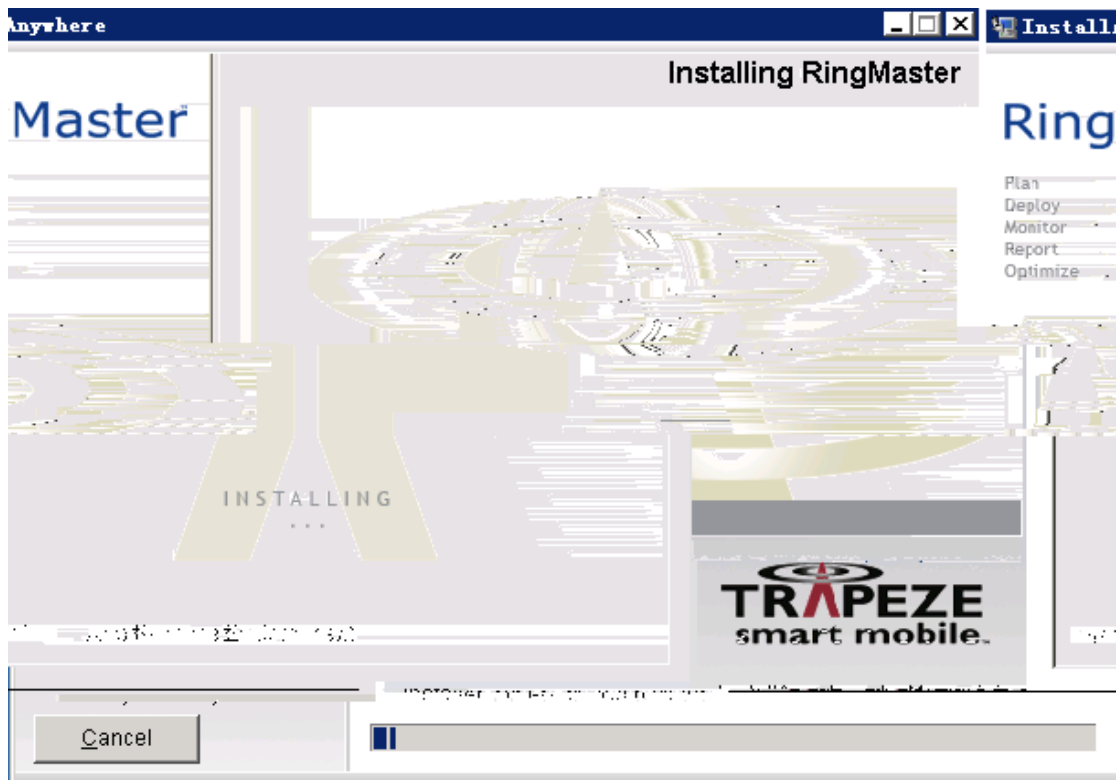 Anywhere
Installing RingMaster
Master
INSTALLING
...
TRAPEZE
smart mobile.
Cancel
Ring
Plan
Deploy
Monitor
Report
Optimize